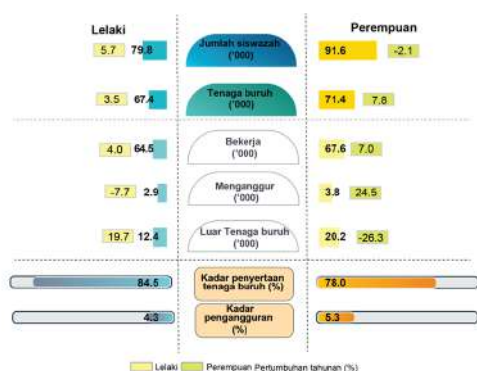 Lelaki
Perempuan
5.7 79.8 Jumlah siswazah ('000) 91.6 -2.1
3.5 67.4 Tenaga buruh ('000) 71.4 7.8
4.0 64.5 Bekerja ('000) 67.6 7.0
-7.7 2.9 Menganggur ('000) 3.8 24.5
19.7 12.4 Luar Tenaga buruh ('000) 20.2 -26.3
84.5 Kadar penyertaan tenaga buruh (%) 78.0
4.3 Kadar pengangguran (%) 5.3
Lelaki Perempuan Pertumbuhan tahunan (%)